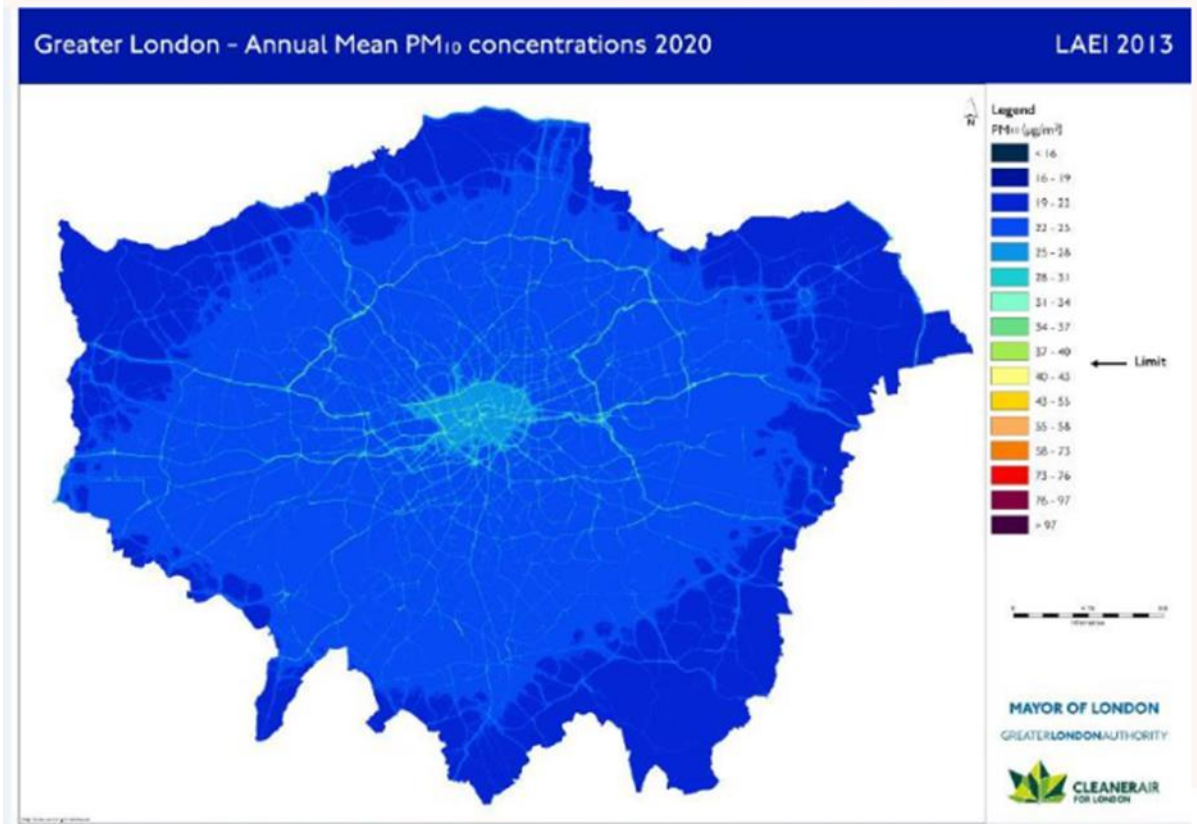 Greater London - Annual Mean PM10 concentrations 2020
LAEI 2013
N
Legend
PM10 (µg/m³)
< 16
16 - 19
19 - 22
22 - 25
25 - 28
28 - 31
31 - 34
34 - 37
37 - 40
Limit
40 - 43
43 - 55
55 - 58
58 - 73
73 - 76
76 - 97
> 97
MAYOR OF LONDON
GREATERLONDONAUTHORITY
CLEANERAIR
FOR LONDON